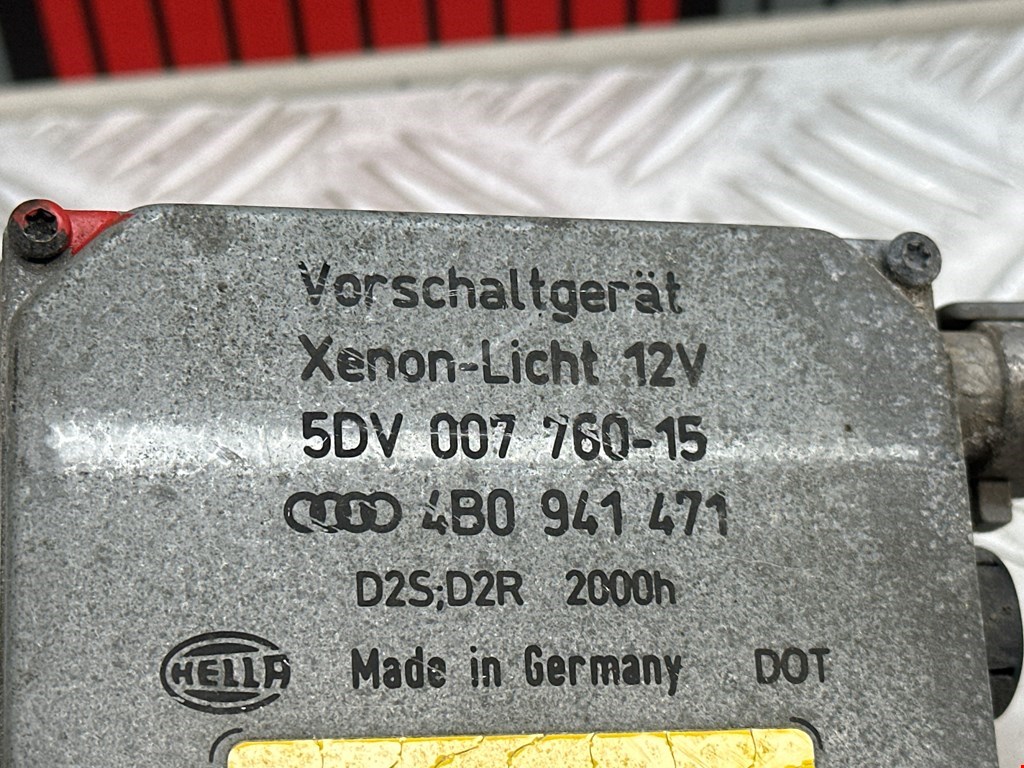 Vorschaltgerät
Xenon-Licht 12V
5DV 007 760-15
4B0 941 471
D2S;D2R 2000h
HELLA Made in Germany DOT